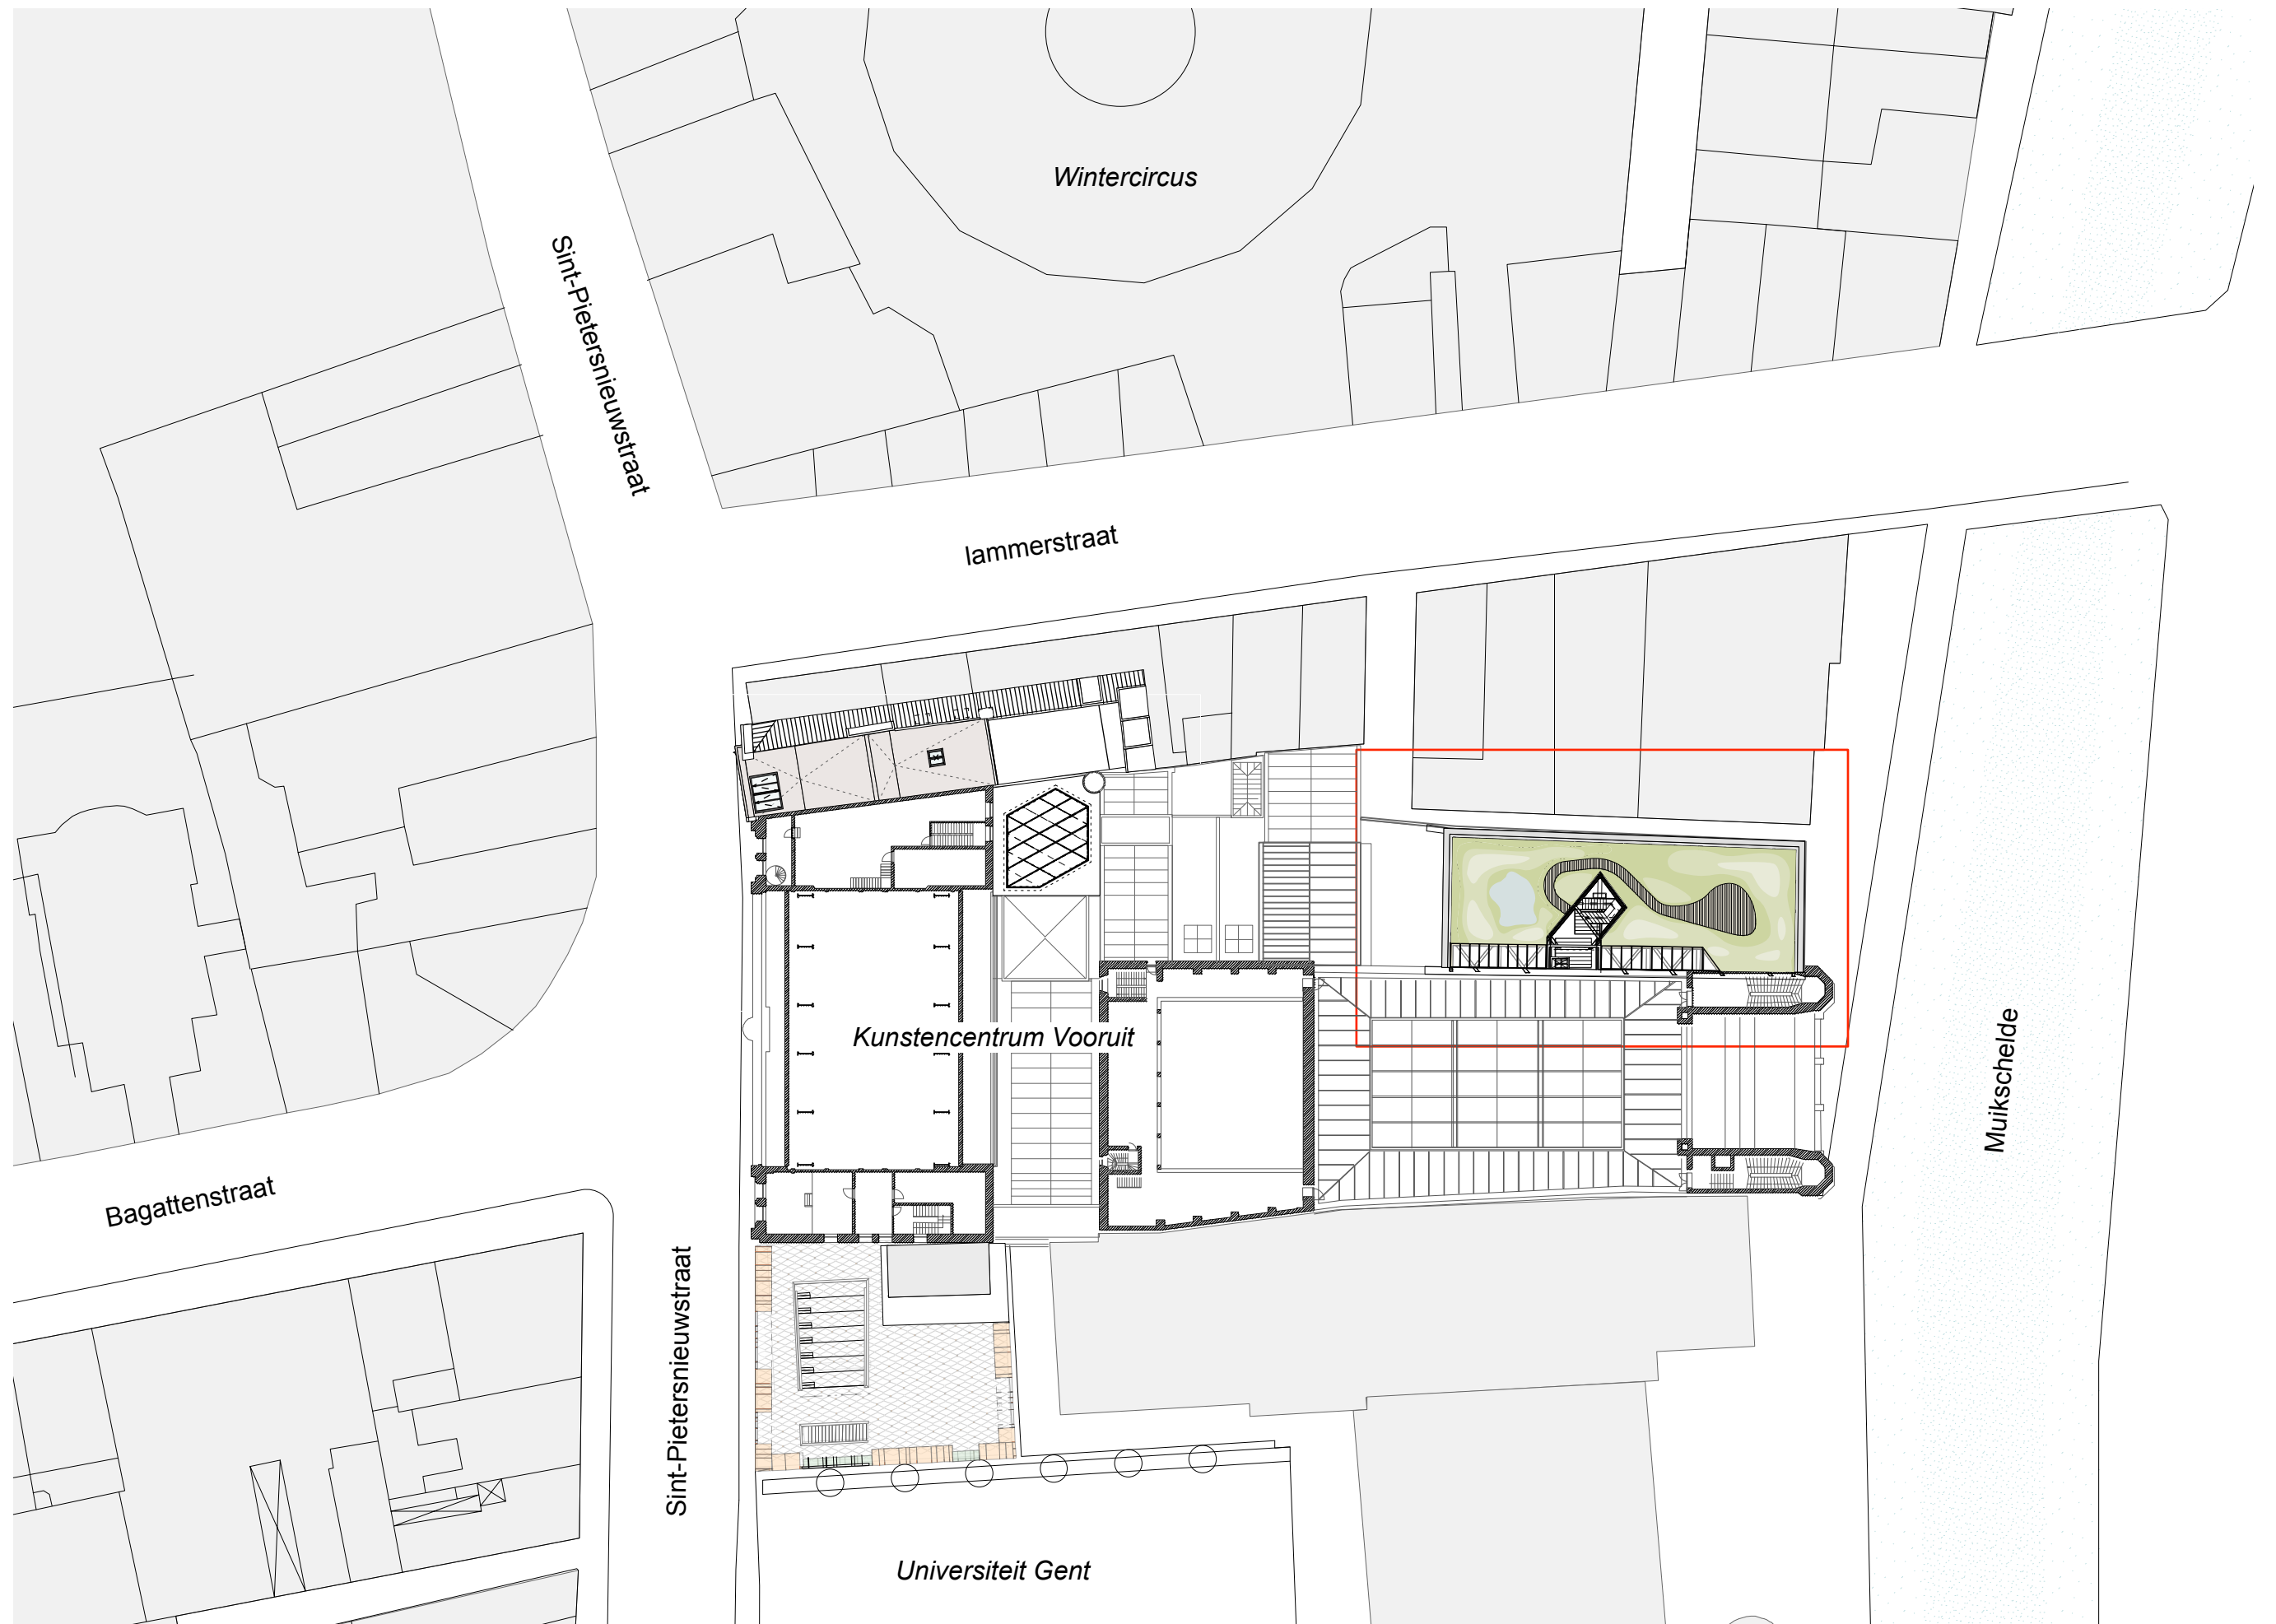 Wintercircus
Sint-Pietersnieuwstraat
lammerstraat
Kunstencentrum Vooruit
Muikschelde
Bagattenstraat
Sint-Pietersnieuwstraat
Universiteit Gent